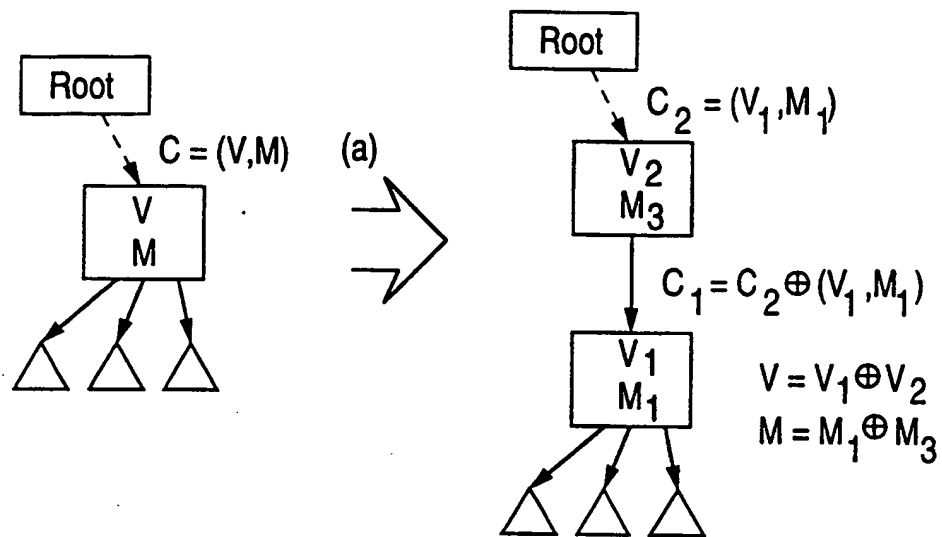 Root
C = (V,M)
V
M
(a)
Root
C₂ = (V₁,M₁)
V₂
M₃
C₁ = C₂ ⊕ (V₁,M₁)
V₁
M₁
V = V₁ ⊕ V₂
M = M₁ ⊕ M₃